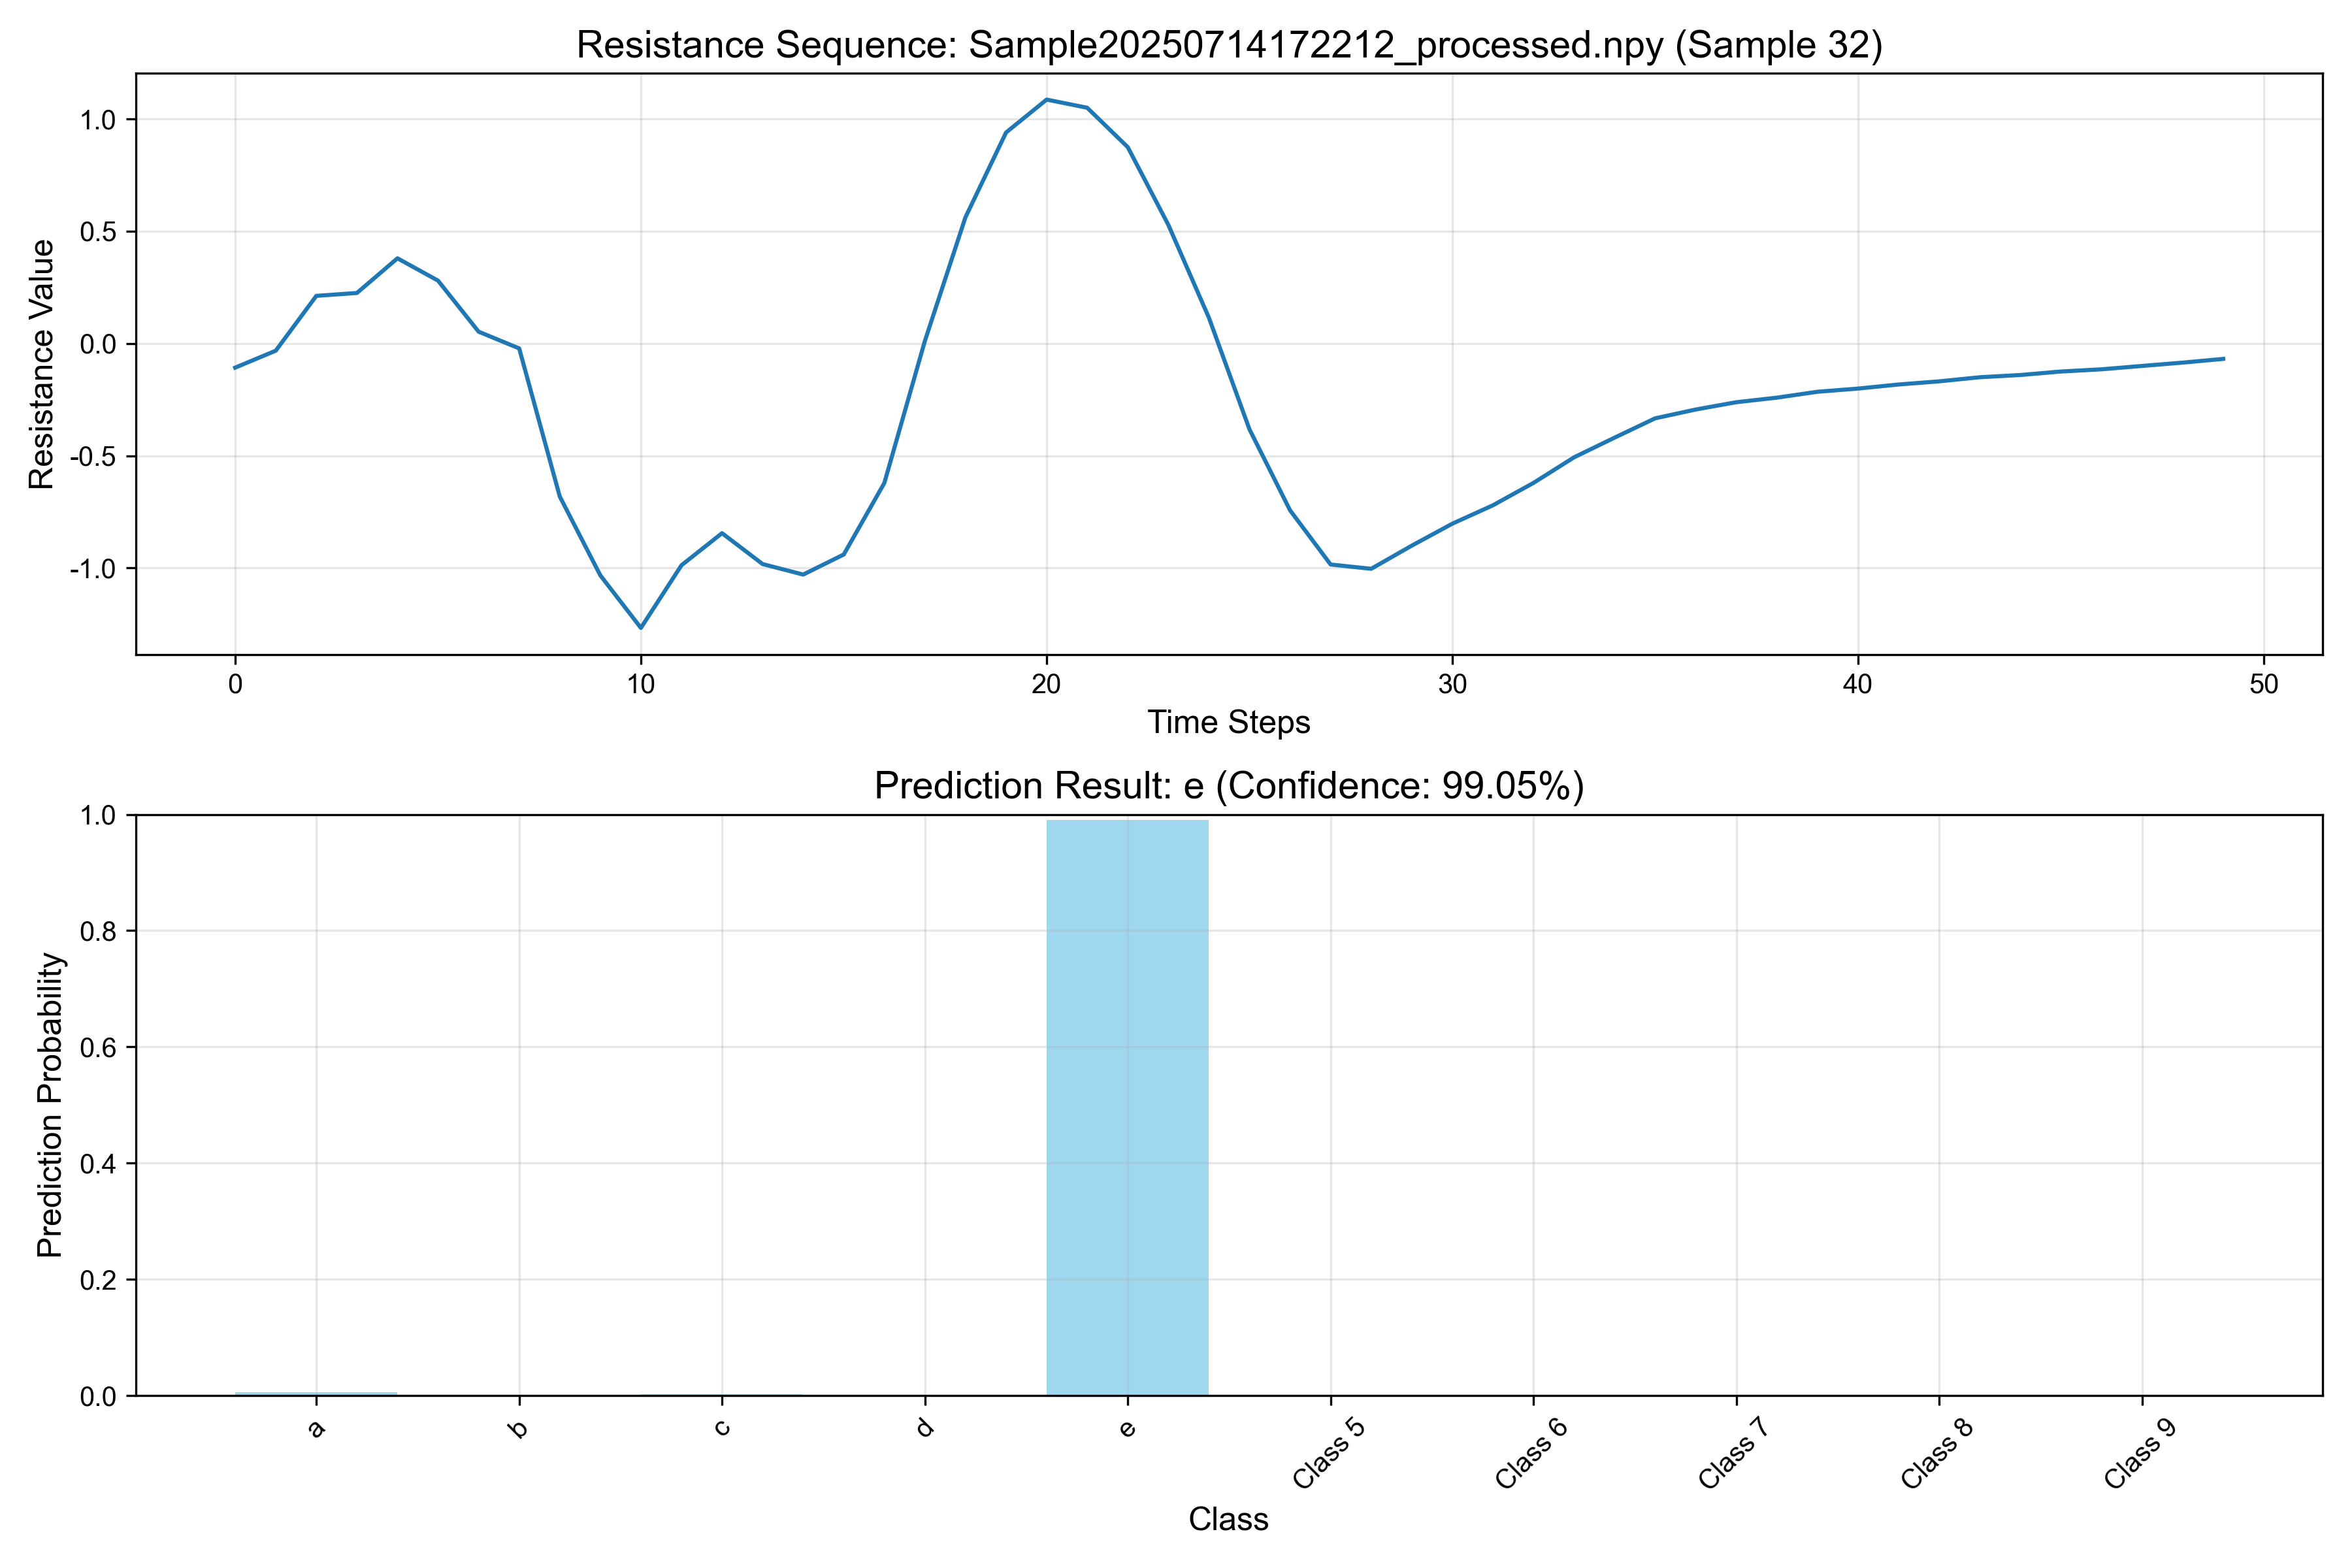 Resistance Sequence: Sample20250714172212_processed.npy (Sample 32)
Resistance Value
1.0
0.5
0.0
-0.5
-1.0
0 10 20 30 40 50
Time Steps
Prediction Result: e (Confidence: 99.05%)
Prediction Probability
1.0
0.8
0.6
0.4
0.2
0.0
a b c d e Class 5 Class 6 Class 7 Class 8 Class 9
Class